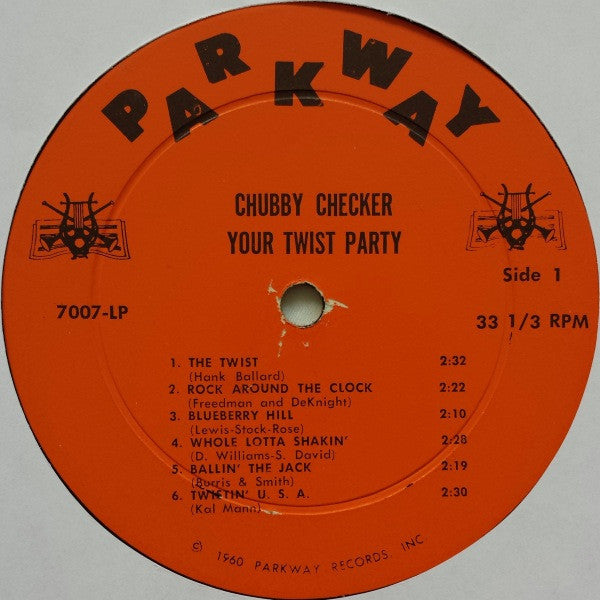 PARKWAY
CHUBBY CHECKER
YOUR TWIST PARTY
Side 1
7007-LP
33 1/3 RPM
1. THE TWIST 2:32
(Hank Ballard)
2. ROCK AROUND THE CLOCK 2:22
(Freedman and DeKnight)
3. BLUEBERRY HILL 2:10
(Lewis-Stock-Rose)
4. WHOLE LOTTA SHAKIN' 2:28
(D. Williams-S. David)
5. BALLIN' THE JACK 2:19
(Burris & Smith)
6. TWISTIN' U. S. A. 2:30
(Kal Mann)
© 1960 PARKWAY RECORDS, INC.